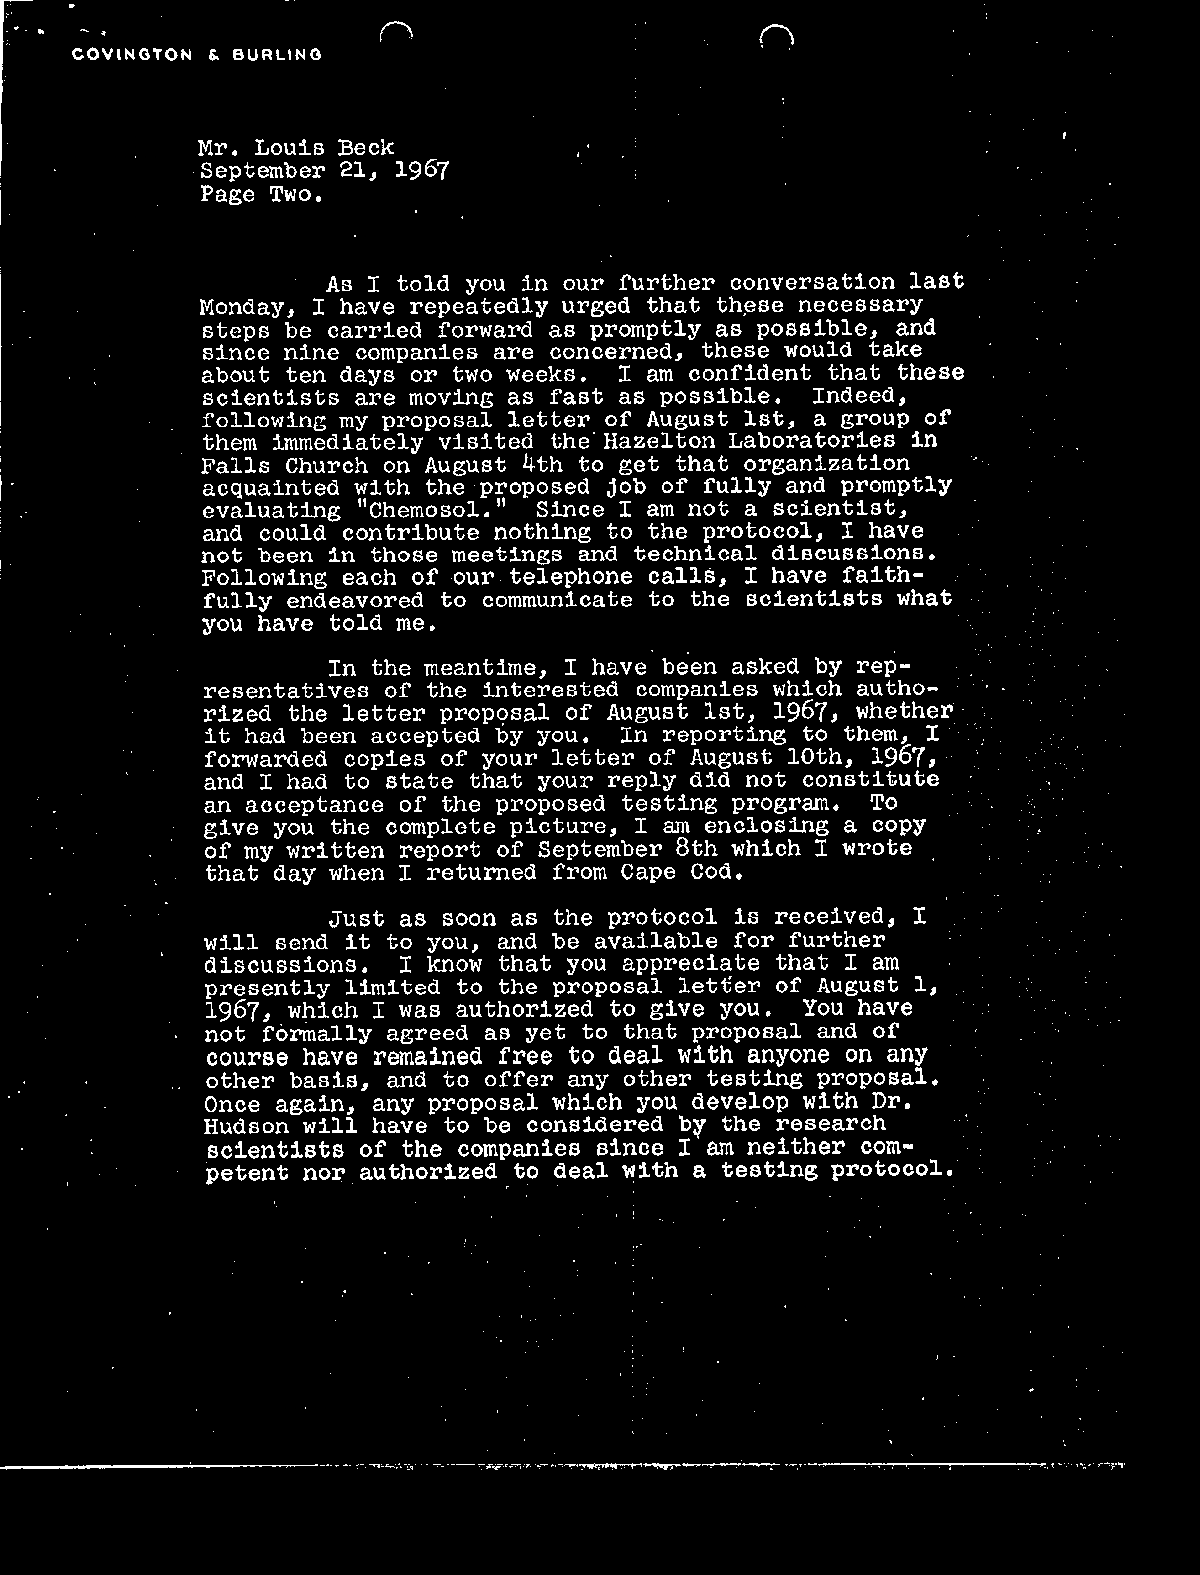 COVINGTON & BURLING
Mr. Louis Beck
September 21, 1967
Page Two.
As I told you in our further conversation last
Monday, I have repeatedly urged that these necessary
steps be carried forward as promptly as possible, and
since nine companies are concerned, these would take
about ten days or two weeks. I am confident that these
scientists are moving as fast as possible. Indeed,
following my proposal letter of August 1st, a group of
them immediately visited the Hazelton Laboratories in
Falls Church on August 4th to get that organization
acquainted with the proposed job of fully and promptly
evaluating "Chemosol." Since I am not a scientist,
and could contribute nothing to the protocol, I have
not been in those meetings and technical discussions.
Following each of our telephone calls, I have faith-
fully endeavored to communicate to the scientists what
you have told me.
In the meantime, I have been asked by rep-
resentatives of the interested companies which autho-
rized the letter proposal of August 1st, 1967, whether
it had been accepted by you. In reporting to them, I
forwarded copies of your letter of August 10th, 1967,
and I had to state that your reply did not constitute
an acceptance of the proposed testing program. To
give you the complete picture, I am enclosing a copy
of my written report of September 8th which I wrote
that day when I returned from Cape Cod.
Just as soon as the protocol is received, I
will send it to you, and be available for further
discussions. I know that you appreciate that I am
presently limited to the proposal letter of August 1,
1967, which I was authorized to give you. You have
not formally agreed as yet to that proposal and of
course have remained free to deal with anyone on any
other basis, and to offer any other testing proposal.
Once again, any proposal which you develop with Dr.
Hudson will have to be considered by the research
scientists of the companies since I am neither com-
petent nor authorized to deal with a testing protocol.